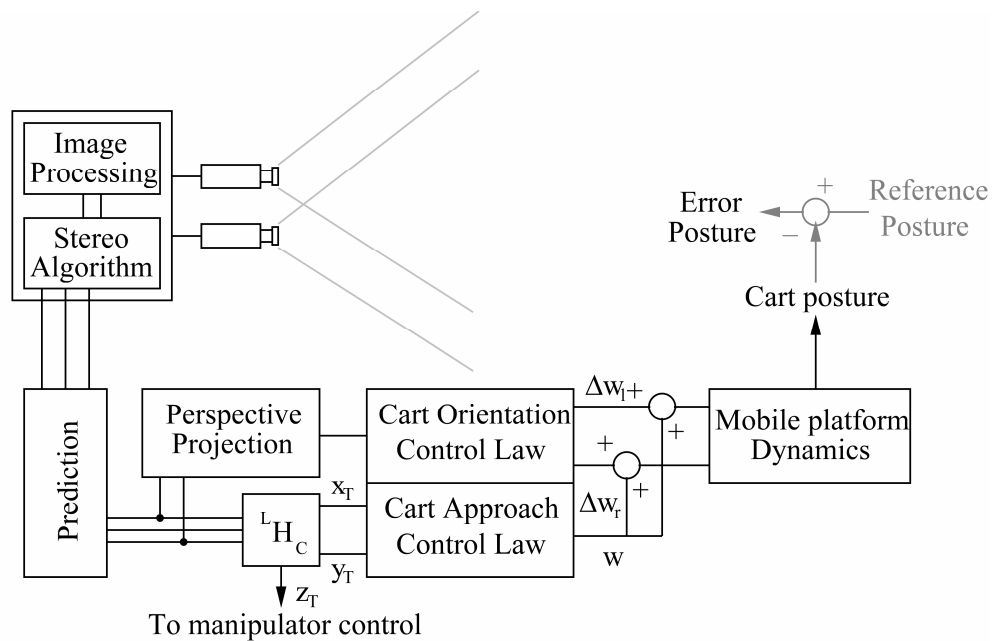 Image
Processing
Stereo
Algorithm
+
Reference
Posture
Error
Posture
−
Cart posture
Prediction
Perspective
Projection
Cart Orientation
Control Law
Δwl+
+
Mobile platform
Dynamics
+
+
xT
LHC
Cart Approach
Control Law
Δwr
w
yT
zT
To manipulator control